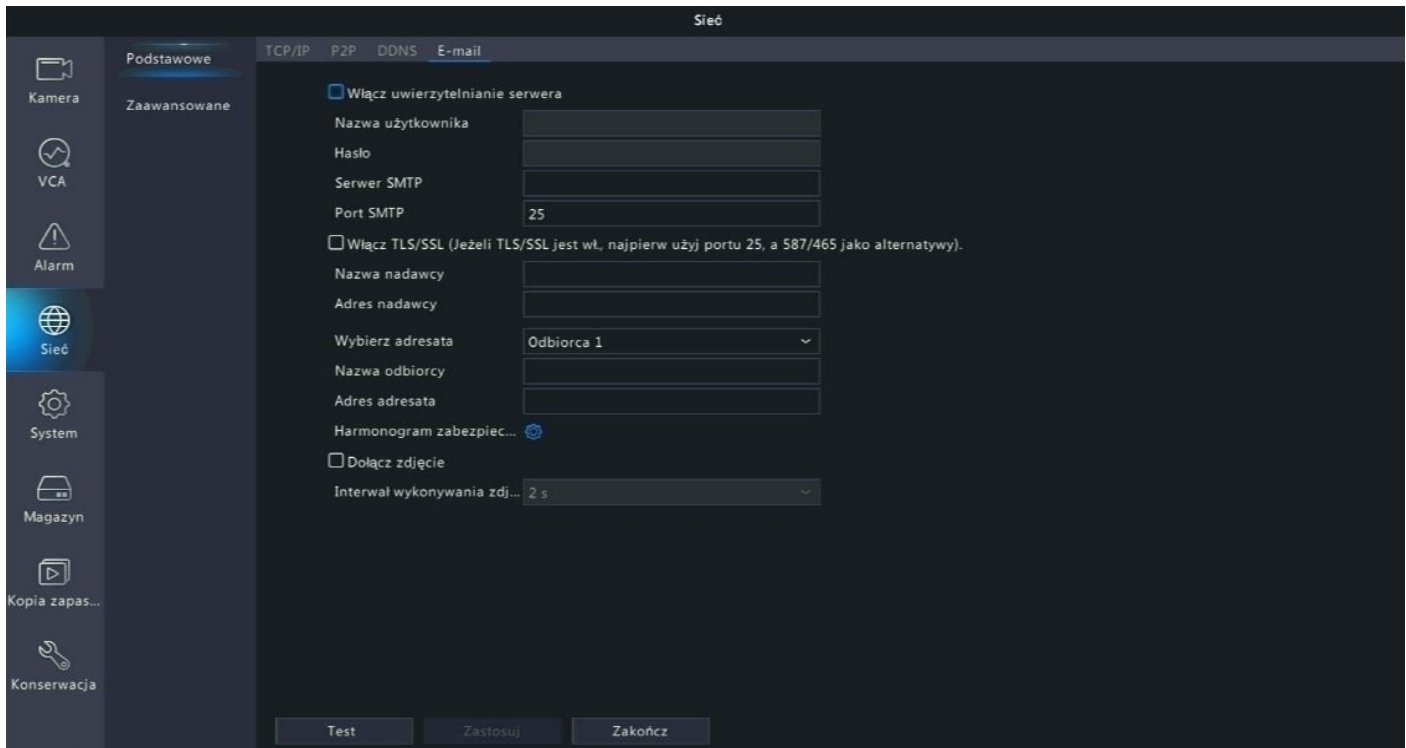 Sieć
Kamera
VCA
Alarm
Sieć
System
Magazyn
Kopia zapas...
Konserwacja
Podstawowe
Zaawansowane
TCP/IP P2P DDNS E-mail
Włącz uwierzytelnianie serwera
Nazwa użytkownika
Hasło
Serwer SMTP
Port SMTP 25
Włącz TLS/SSL (Jeżeli TLS/SSL jest wł., najpierw użyj portu 25, a 587/465 jako alternatywy).
Nazwa nadawcy
Adres nadawcy
Wybierz adresata Odbiorca 1
Nazwa odbiorcy
Adres adresata
Harmonogram zabezpiec...
Dołącz zdjęcie
Interwał wykonywania zdj... 2 s
Test Zastosuj Zakończ